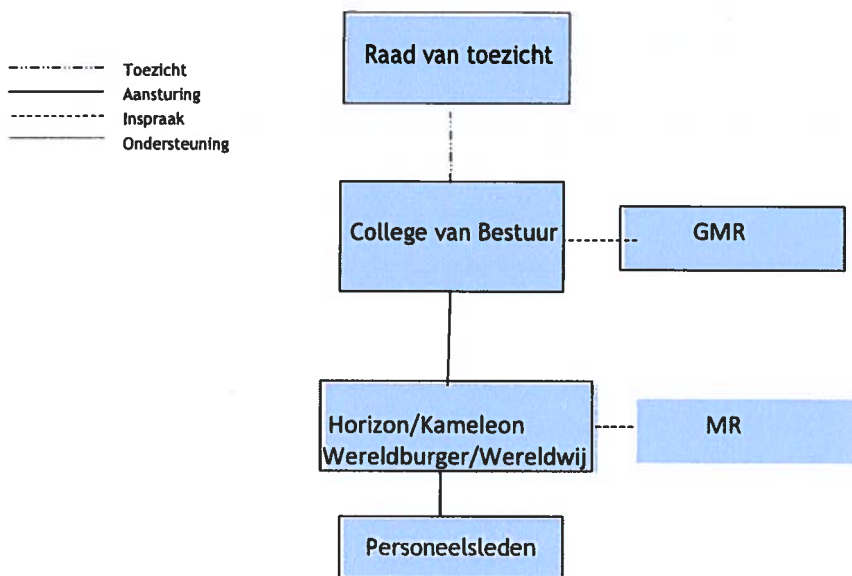 Raad van toezicht
Toezicht
Aansturing
Inspraak
Ondersteuning
College van Bestuur
GMR
Horizon/Kameleon
Wereldburger/Wereldwij
MR
Personeelsleden